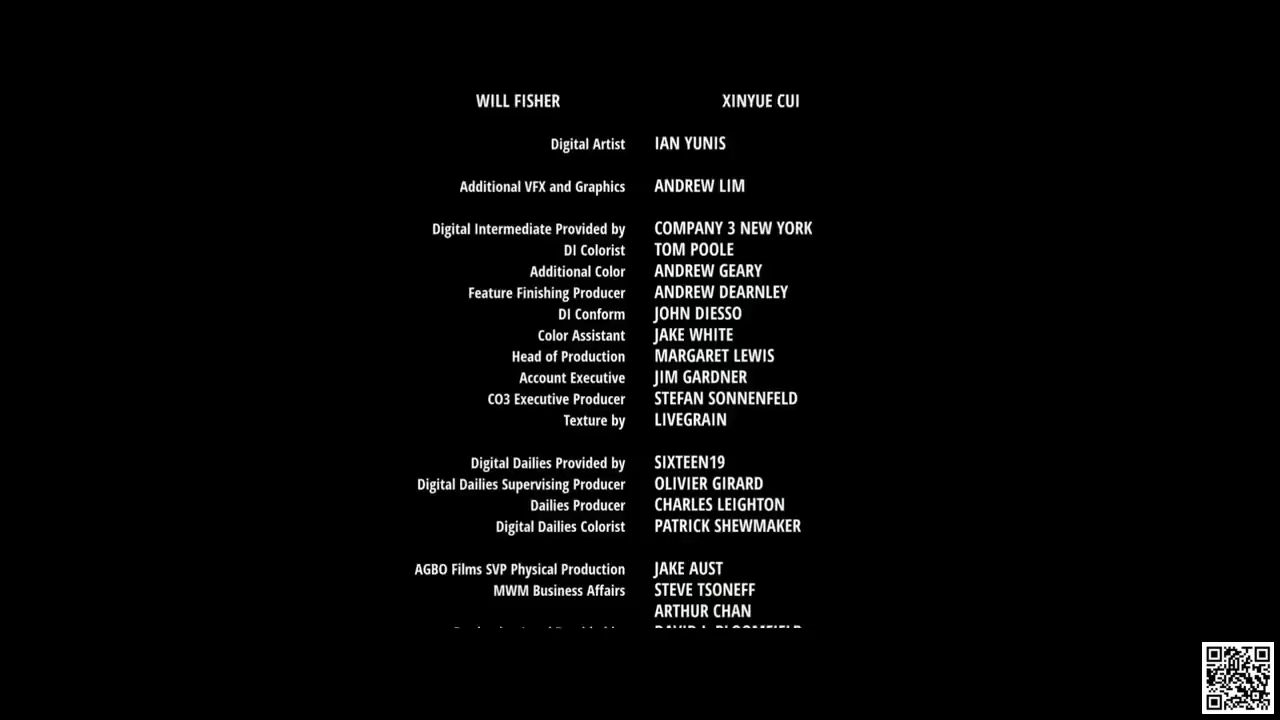 WILL FISHER XINYUE CUI
Digital Artist IAN YUNIS
Additional VFX and Graphics ANDREW LIM
Digital Intermediate Provided by COMPANY 3 NEW YORK
DI Colorist TOM POOLE
Additional Color ANDREW GEARY
Feature Finishing Producer ANDREW DEARNLEY
DI Conform JOHN DIESSO
Color Assistant JAKE WHITE
Head of Production MARGARET LEWIS
Account Executive JIM GARDNER
CO3 Executive Producer STEFAN SONNENFELD
Texture by LIVEGRAIN
Digital Dailies Provided by SIXTEEN19
Digital Dailies Supervising Producer OLIVIER GIRARD
Dailies Producer CHARLES LEIGHTON
Digital Dailies Colorist PATRICK SHEWMAKER
AGBO Films SVP Physical Production JAKE AUST
MWM Business Affairs STEVE TSONEFF
ARTHUR CHAN